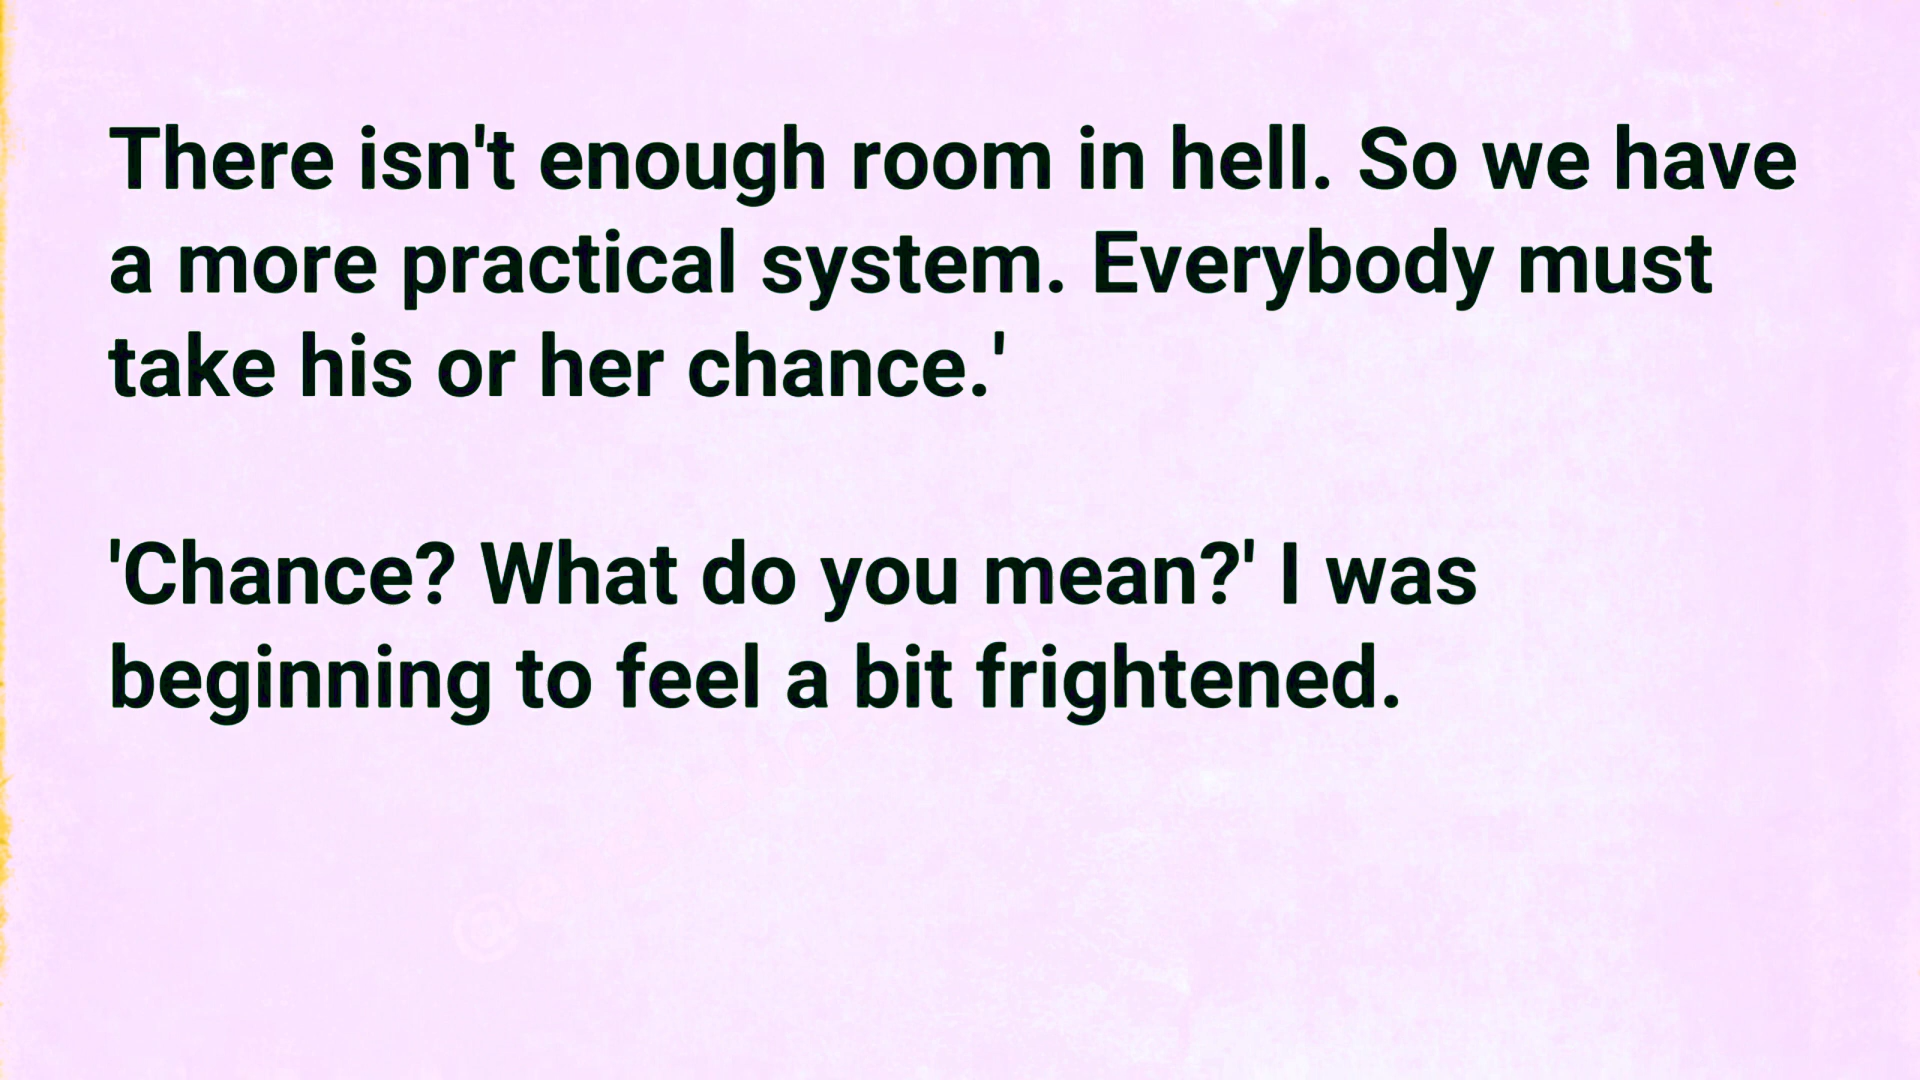 There isn't enough room in hell. So we have
a more practical system. Everybody must
take his or her chance.'
'Chance? What do you mean?' I was
beginning to feel a bit frightened.